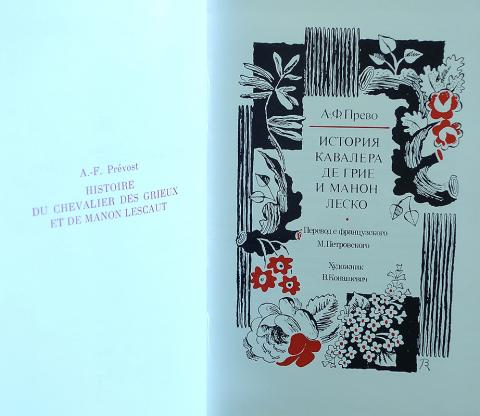 A.-F. Prévost
HISTOIRE
DU CHEVALIER DES GRIEUX
ET DE MANON LESCAUT
А-Ф.Прево
ИСТОРИЯ
КАВАЛЕРА
ДЕ ГРИЕ
И МАНОН
ЛЕСКО
Перевод с французского
М.Петровского
Художник
В.Конашевич